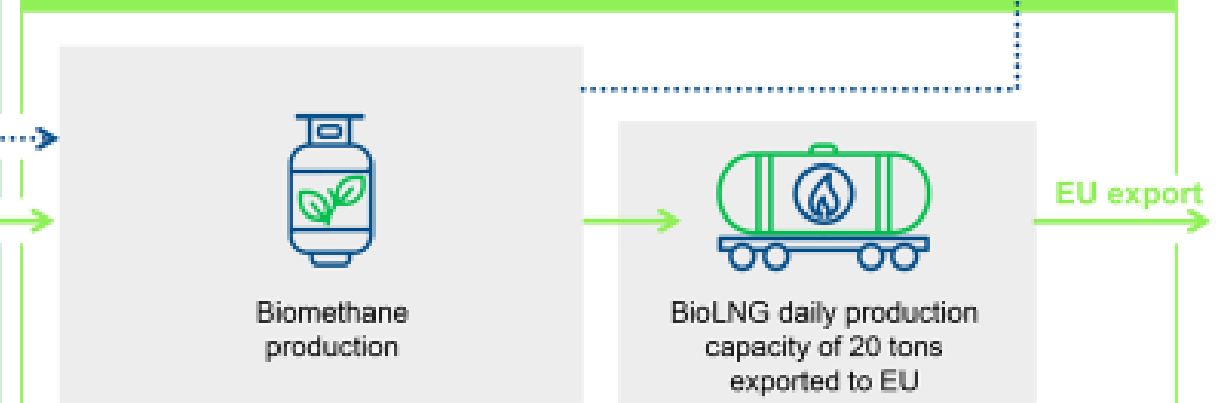 EU export
Biomethane
production
BioLNG daily production
capacity of 20 tons
exported to EU